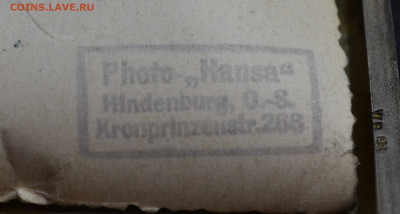 COINS.LAVE.RU
Photo-„Hansa“
Hindenburg, O.-S.
Kronprinzenstr.268